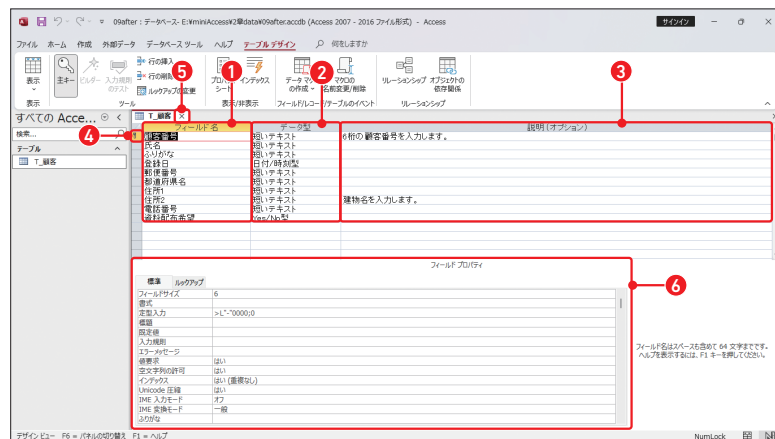 09after : データベース- E:¥miniAccess¥2章data¥09after.accdb (Access 2007 - 2016 ファイル形式) - Access
サインイン
ファイル ホーム 作成 外部データ データベース ツール ヘルプ テーブル デザイン 何をしますか
表示
主キー
ビルダー
入力規則
のテスト
行の挿入
行の削除
ルックアップの変更
シート
インデックス
データ マク
の作成
名前変更/削除
リレーションシップ
オブジェクトの
依存関係
表示
ツール
表示/非表示
フィールド/レコード/テーブルのイベント
リレーションシップ
5
1
2
3
4
6
すべての Acce...
検索...
テーブル
T_顧客
T_顧客
フィールド名 データ型 説明 (オプション)
顧客番号 短いテキスト 6桁の顧客番号を入力します。
氏名 短いテキスト
ふりがな 短いテキスト
登録日 日付/時刻型
郵便番号 短いテキスト
都道府県名 短いテキスト
住所1 短いテキスト
住所2 短いテキスト 建物名を入力します。
電話番号 短いテキスト
資料配布希望 Yes/No型
フィールド プロパティ
標準 ルックアップ
フィールドサイズ 6
書式
定型入力 >L"-"0000;0
標題
既定値
入力規則
エラーメッセージ
値要求 はい
空文字列の許可 はい
インデックス はい (重複なし)
Unicode 圧縮 はい
IME 入力モード オフ
IME 変換モード 一般
ふりがな
フィールド名はスペースも含めて 64 文字までです。
ヘルプを表示するには、F1 キーを押してください。
デザイン ビュー F6 = パネルの切り替え F1 = ヘルプ
NumLock